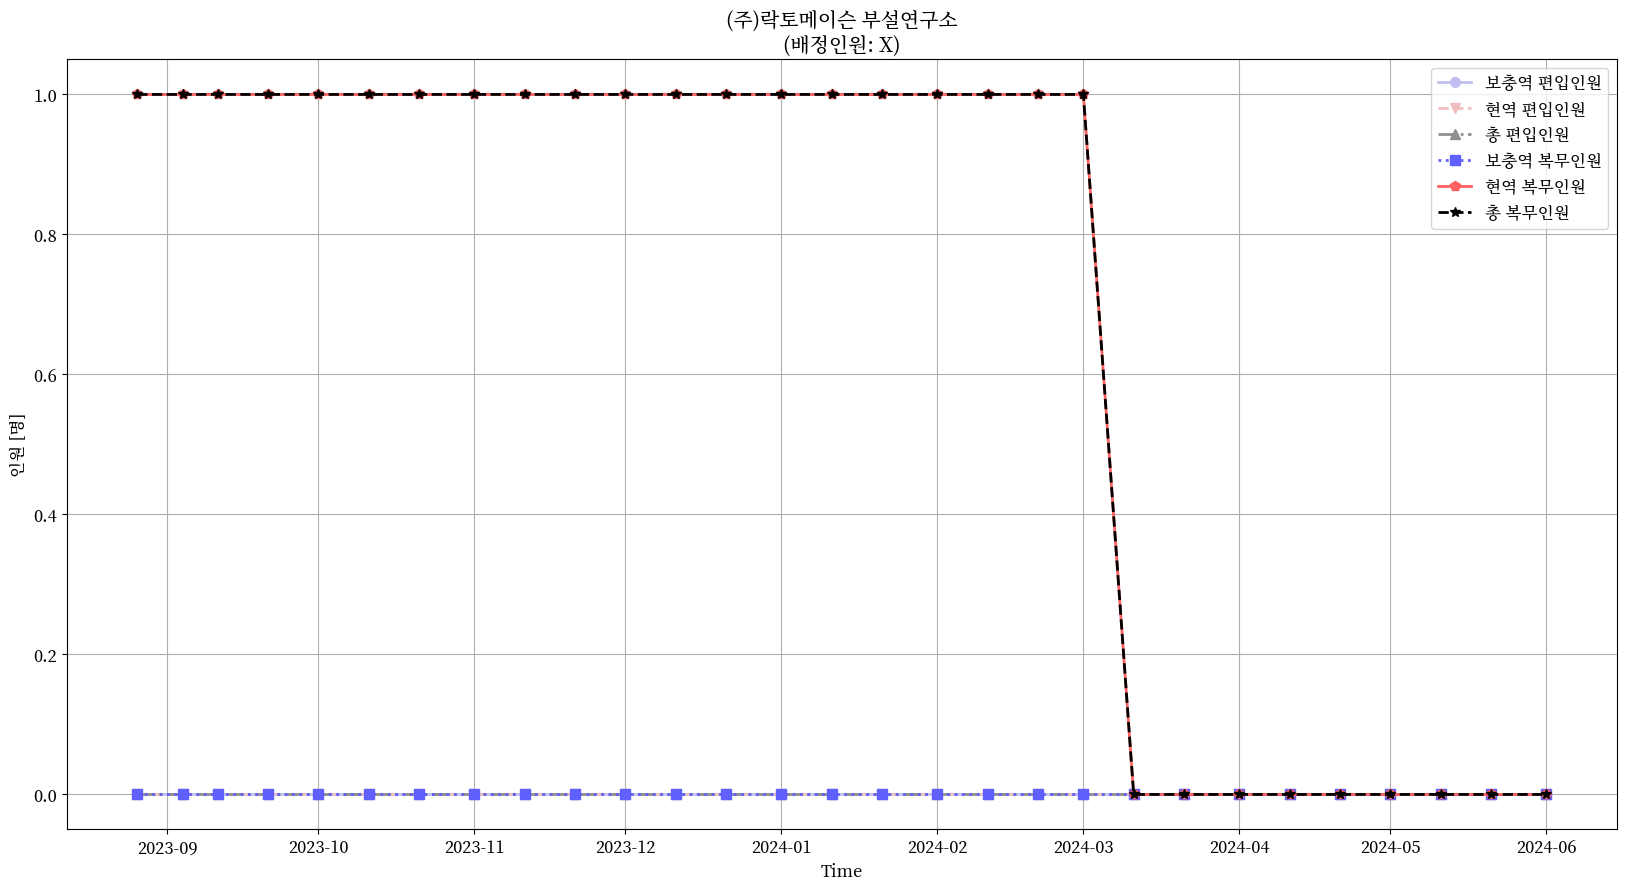 (주)락토메이슨 부설연구소
(배정인원: X)
보충역 편입인원
현역 편입인원
총 편입인원
보충역 복무인원
현역 복무인원
총 복무인원
인원 [명]
1.0
0.8
0.6
0.4
0.2
0.0
2023-09
2023-10
2023-11
2023-12
2024-01
2024-02
2024-03
2024-04
2024-05
2024-06
Time